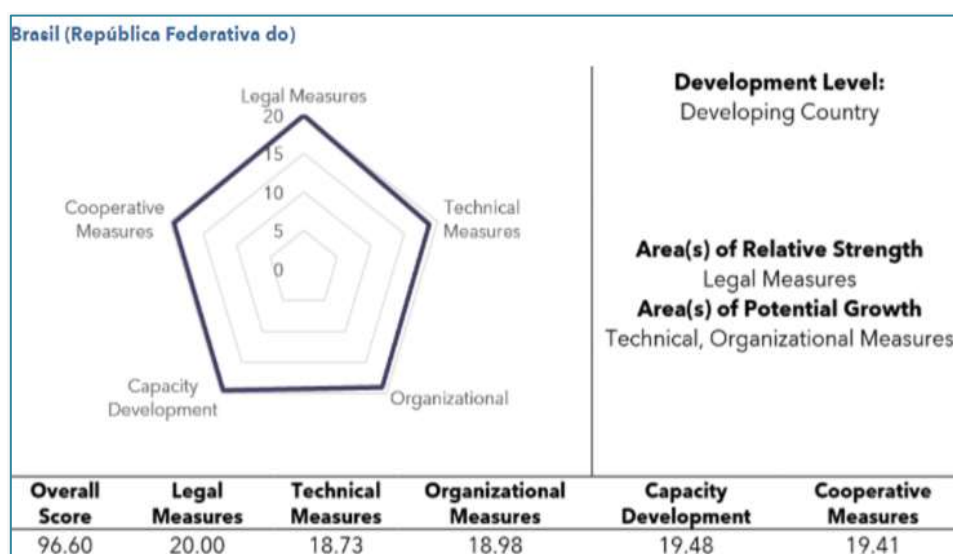 Brasil (República Federativa do)
Legal Measures
20
15
10
5
0
Technical
Measures
Organizational
Capacity
Development
Cooperative
Measures
Development Level:
Developing Country
Area(s) of Relative Strength
Legal Measures
Area(s) of Potential Growth
Technical, Organizational Measures
Overall Score Legal Measures Technical Measures Organizational Measures Capacity Development Cooperative Measures
96.60 20.00 18.73 18.98 19.48 19.41